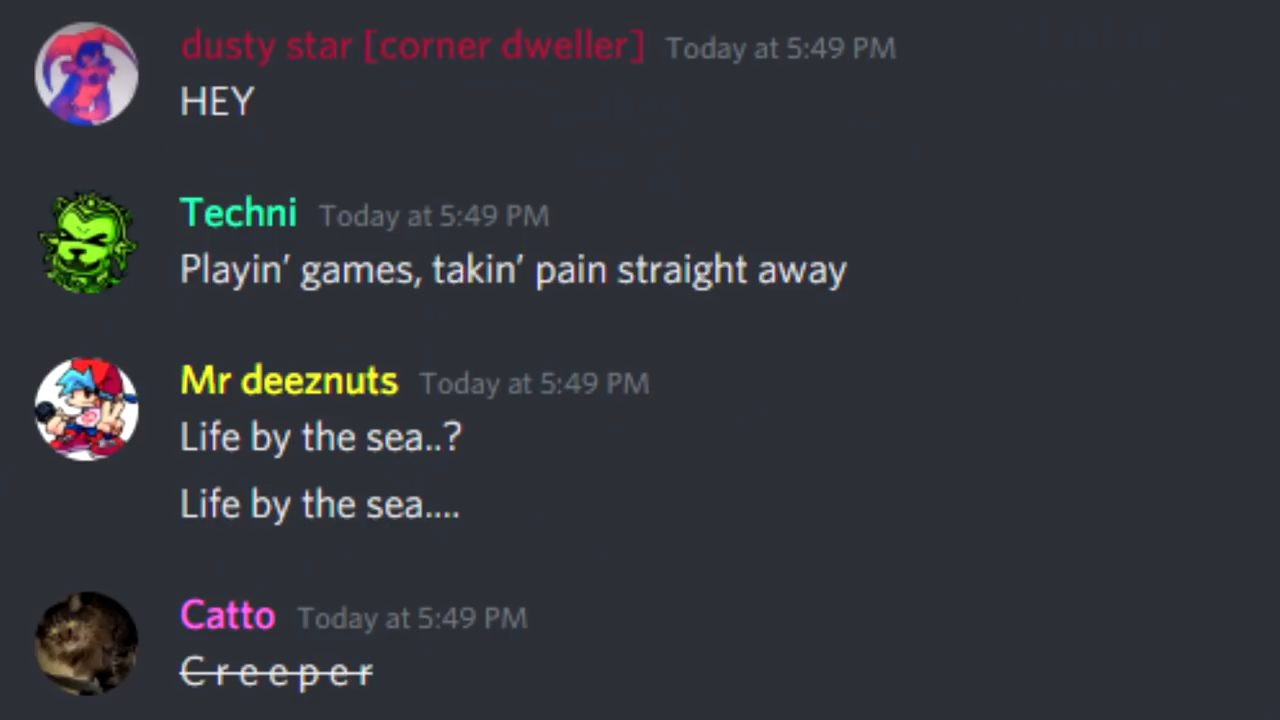 dusty star [corner dweller] Today at 5:49 PM
HEY
Techni Today at 5:49 PM
Playin’ games, takin’ pain straight away
Mr deeznuts Today at 5:49 PM
Life by the sea..?
Life by the sea....
Catto Today at 5:49 PM
C r e e p e r